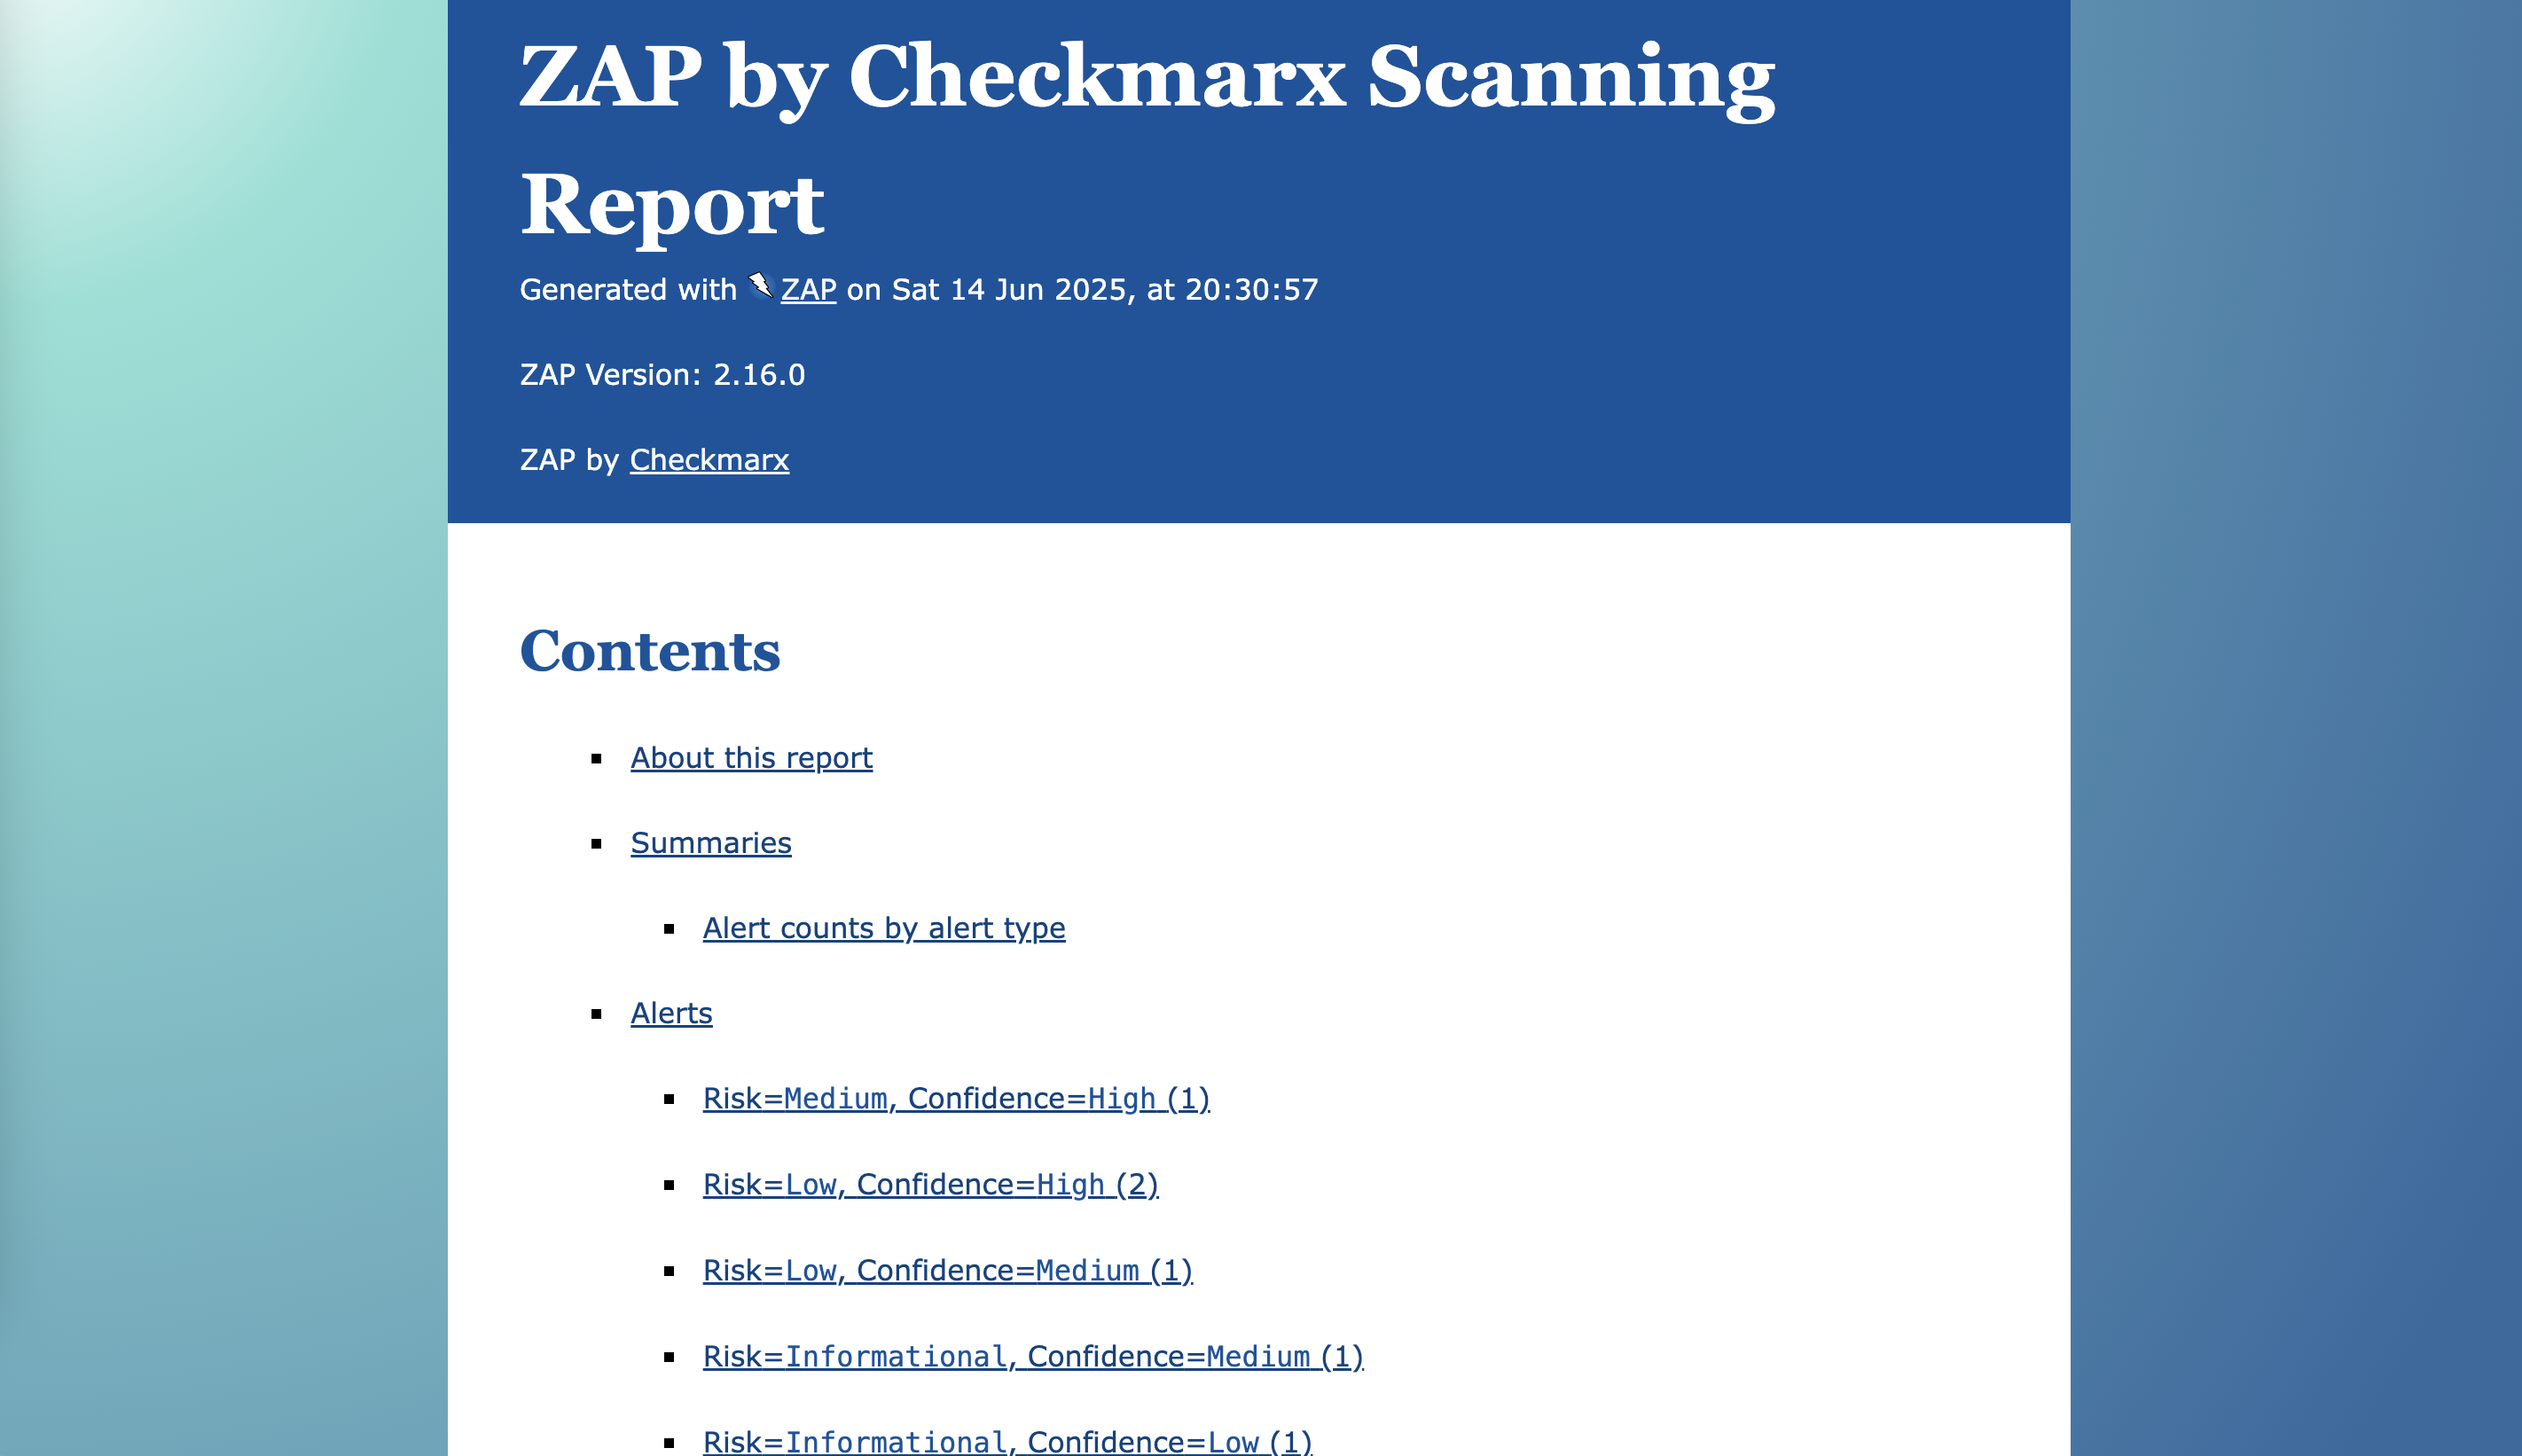 ZAP by Checkmarx Scanning
Report
Generated with ZAP on Sat 14 Jun 2025, at 20:30:57
ZAP Version: 2.16.0
ZAP by Checkmarx
Contents
About this report
Summaries
Alert counts by alert type
Alerts
Risk=Medium, Confidence=High (1)
Risk=Low, Confidence=High (2)
Risk=Low, Confidence=Medium (1)
Risk=Informational, Confidence=Medium (1)
Risk=Informational, Confidence=Low (1)